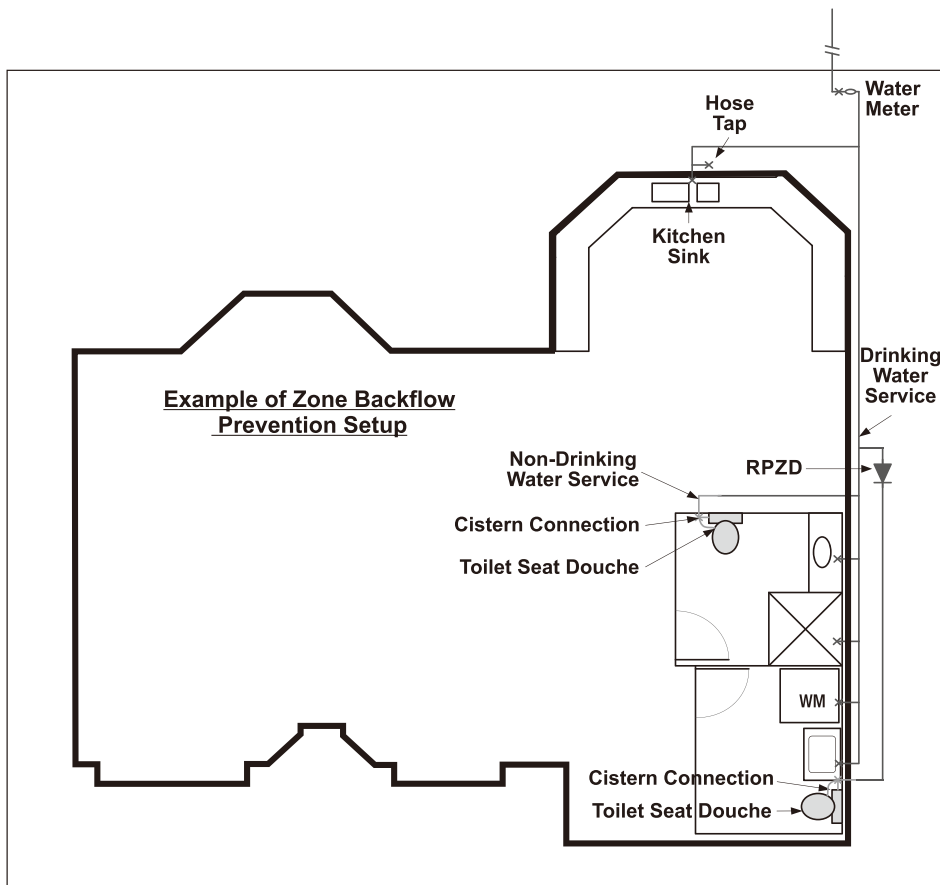 Water
Meter
Hose
Tap
Kitchen
Sink
Drinking
Water
Service
Example of Zone Backflow
Prevention Setup
Non-Drinking
Water Service
RPZD
Cistern Connection
Toilet Seat Douche
WM
Cistern Connection
Toilet Seat Douche